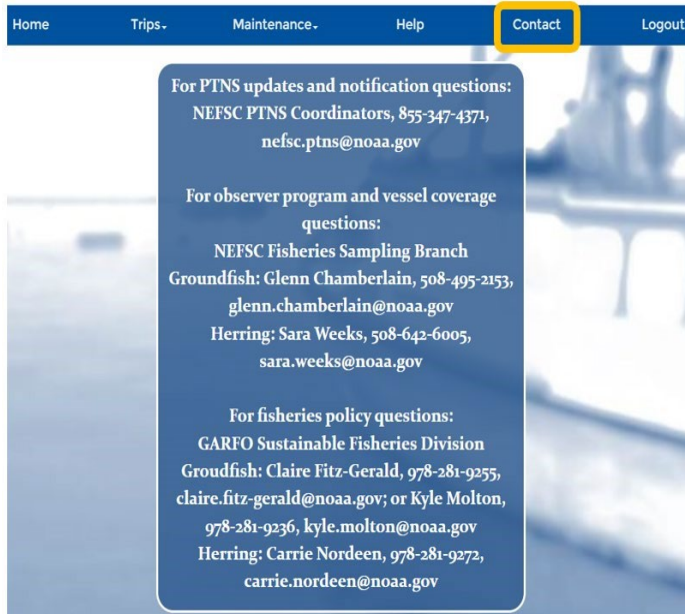 Home Trips Maintenance Help Contact Logout
For PTNS updates and notification questions:
NEFSC PTNS Coordinators, 855-347-4371,
nefsc.ptns@noaa.gov
For observer program and vessel coverage
questions:
NEFSC Fisheries Sampling Branch
Groundfish: Glenn Chamberlain, 508-495-2153,
glenn.chamberlain@noaa.gov
Herring: Sara Weeks, 508-642-6005,
sara.weeks@noaa.gov
For fisheries policy questions:
GARFO Sustainable Fisheries Division
Groudfish: Claire Fitz-Gerald, 978-281-9255,
claire.fitz-gerald@noaa.gov; or Kyle Molton,
978-281-9236, kyle.molton@noaa.gov
Herring: Carrie Nordeen, 978-281-9272,
carrie.nordeen@noaa.gov